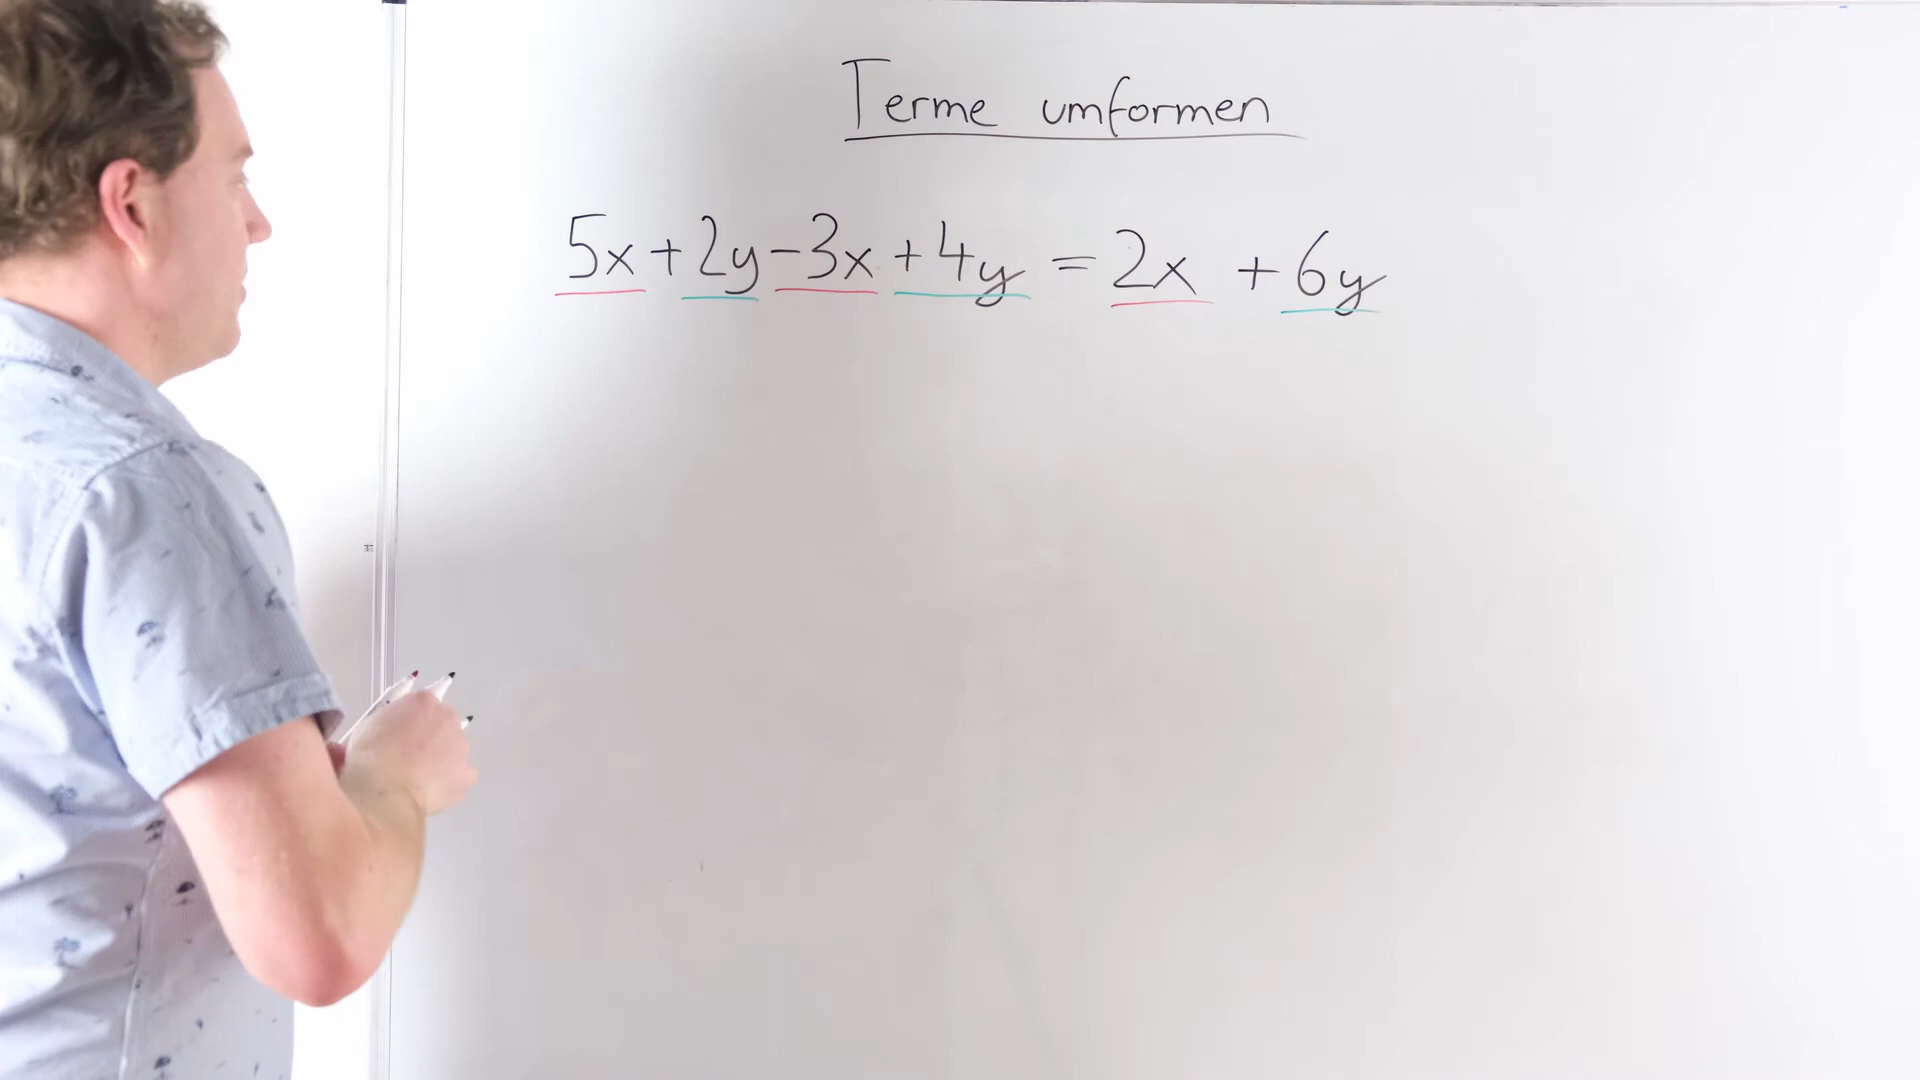 Terme umformen
5x+2y-3x+4y = 2x +6y